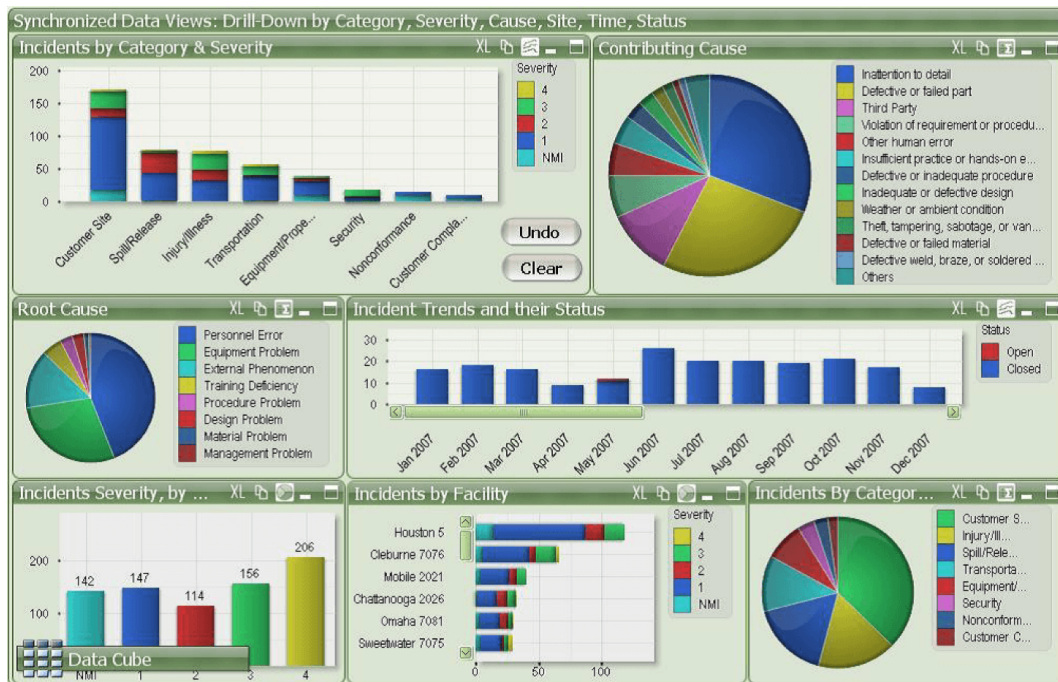 Synchronized Data Views: Drill-Down by Category, Severity, Cause, Site, Time, Status
Incidents by Category & Severity
XL
200
150
100
50
0
Customer Site
Spill/Release
Injury/Illness
Transportation
Equipment/Prope...
Security
Nonconformance
Customer Compla...
Severity
4
3
2
1
NMI
Undo
Clear
Contributing Cause
XL
Inattention to detail
Defective or failed part
Third Party
Violation of requirement or procedu...
Other human error
Insufficient practice or hands-on e...
Defective or inadequate procedure
Inadequate or defective design
Weather or ambient condition
Theft, tampering, sabotage, or van...
Defective or failed material
Defective weld, braze, or soldered ...
Others
Root Cause
XL
Personnel Error
Equipment Problem
External Phenomenon
Training Deficiency
Procedure Problem
Design Problem
Material Problem
Management Problem
Incident Trends and their Status
XL
30
20
10
0
Jan 2007
Feb 2007
Mar 2007
Apr 2007
May 2007
Jun 2007
Jul 2007
Aug 2007
Sep 2007
Oct 2007
Nov 2007
Dec 2007
Status
Open
Closed
Incidents Severity, by ...
XL
200
100
142
147
114
156
206
NMI
1
2
3
4
Data Cube
Incidents by Facility
XL
Houston 5
Cleburne 7076
Mobile 2021
Chattanooga 2026
Omaha 7081
Sweetwater 7075
0
50
100
Severity
4
3
2
1
NMI
Incidents By Categor...
XL
Customer S...
Injury/Ill...
Spill/Rele...
Transporta...
Equipment/...
Security
Nonconform...
Customer C...